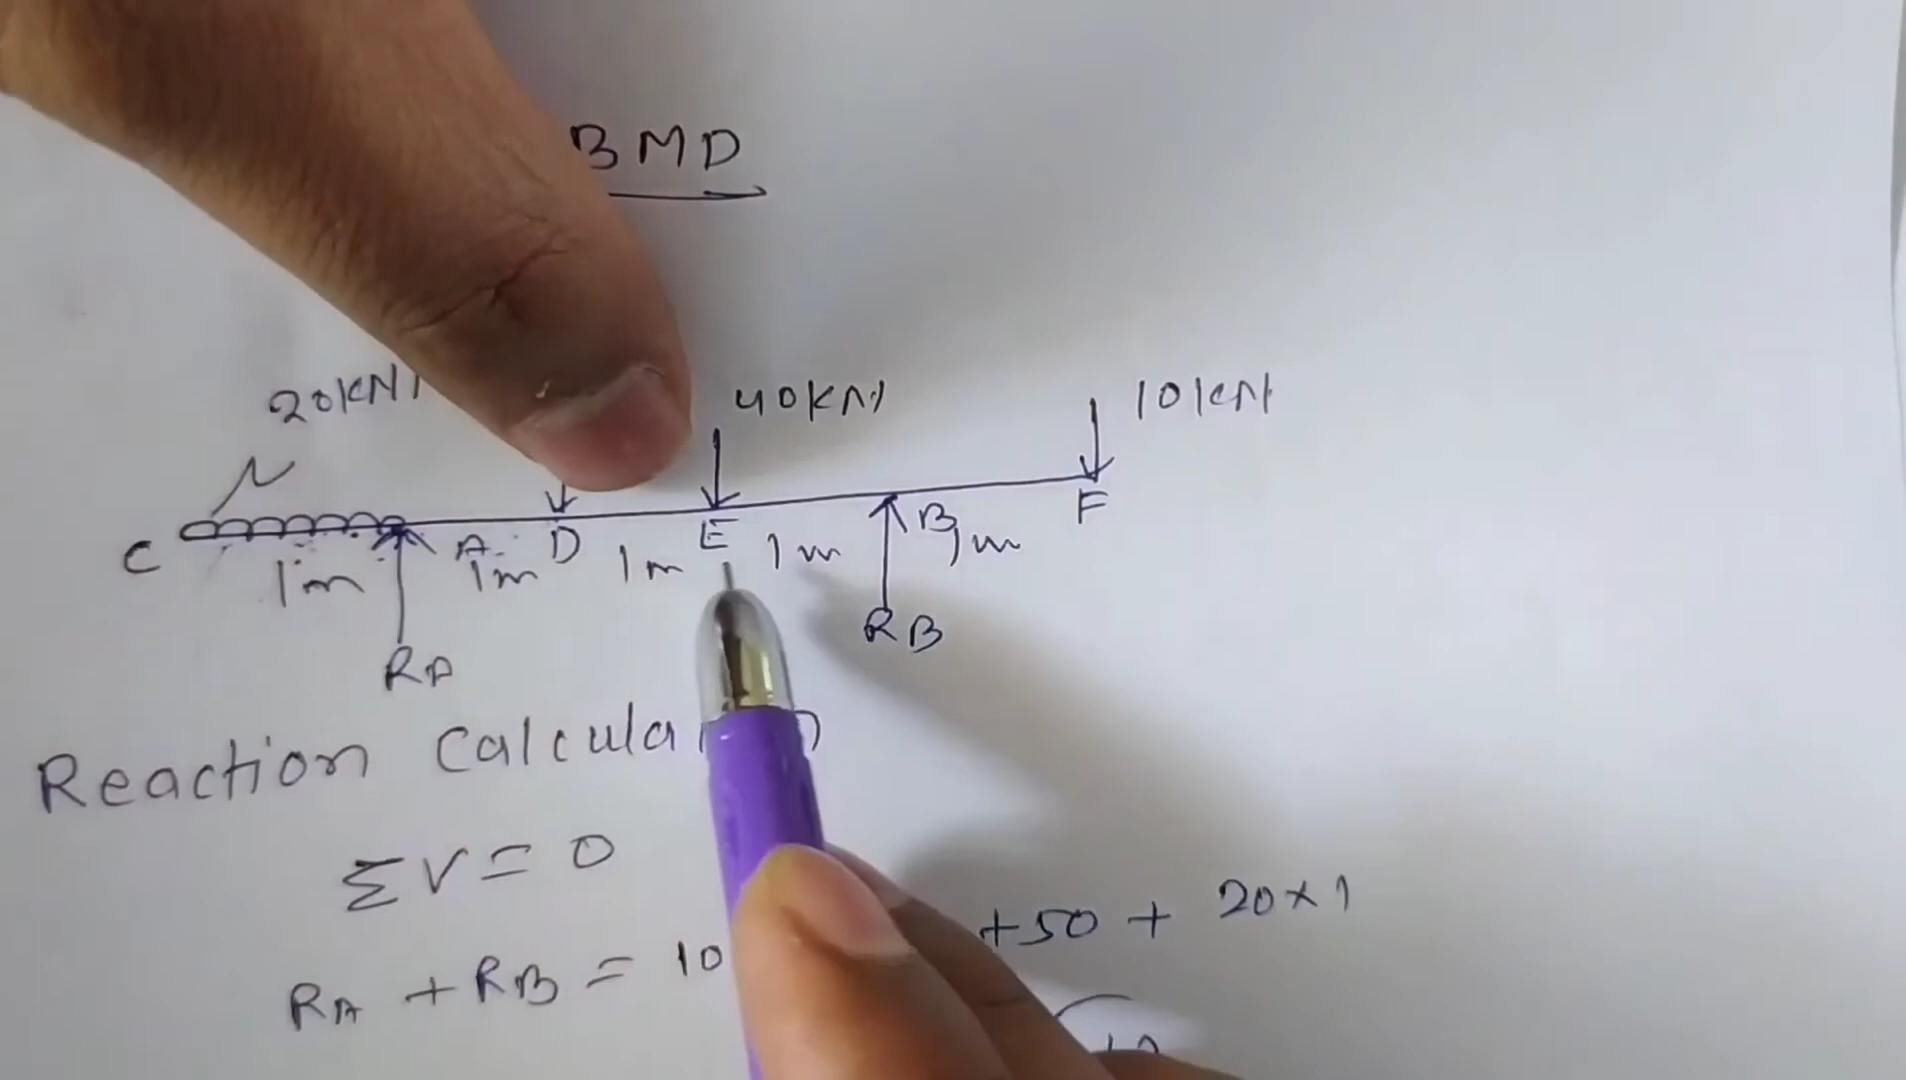 BMD
20kN 40kN 10kN
C A D E B F
1m 1m 1m 1m 1m
RA RB
Reaction Calcula
ΣV=0
RA + RB = 10 +50 + 20×1